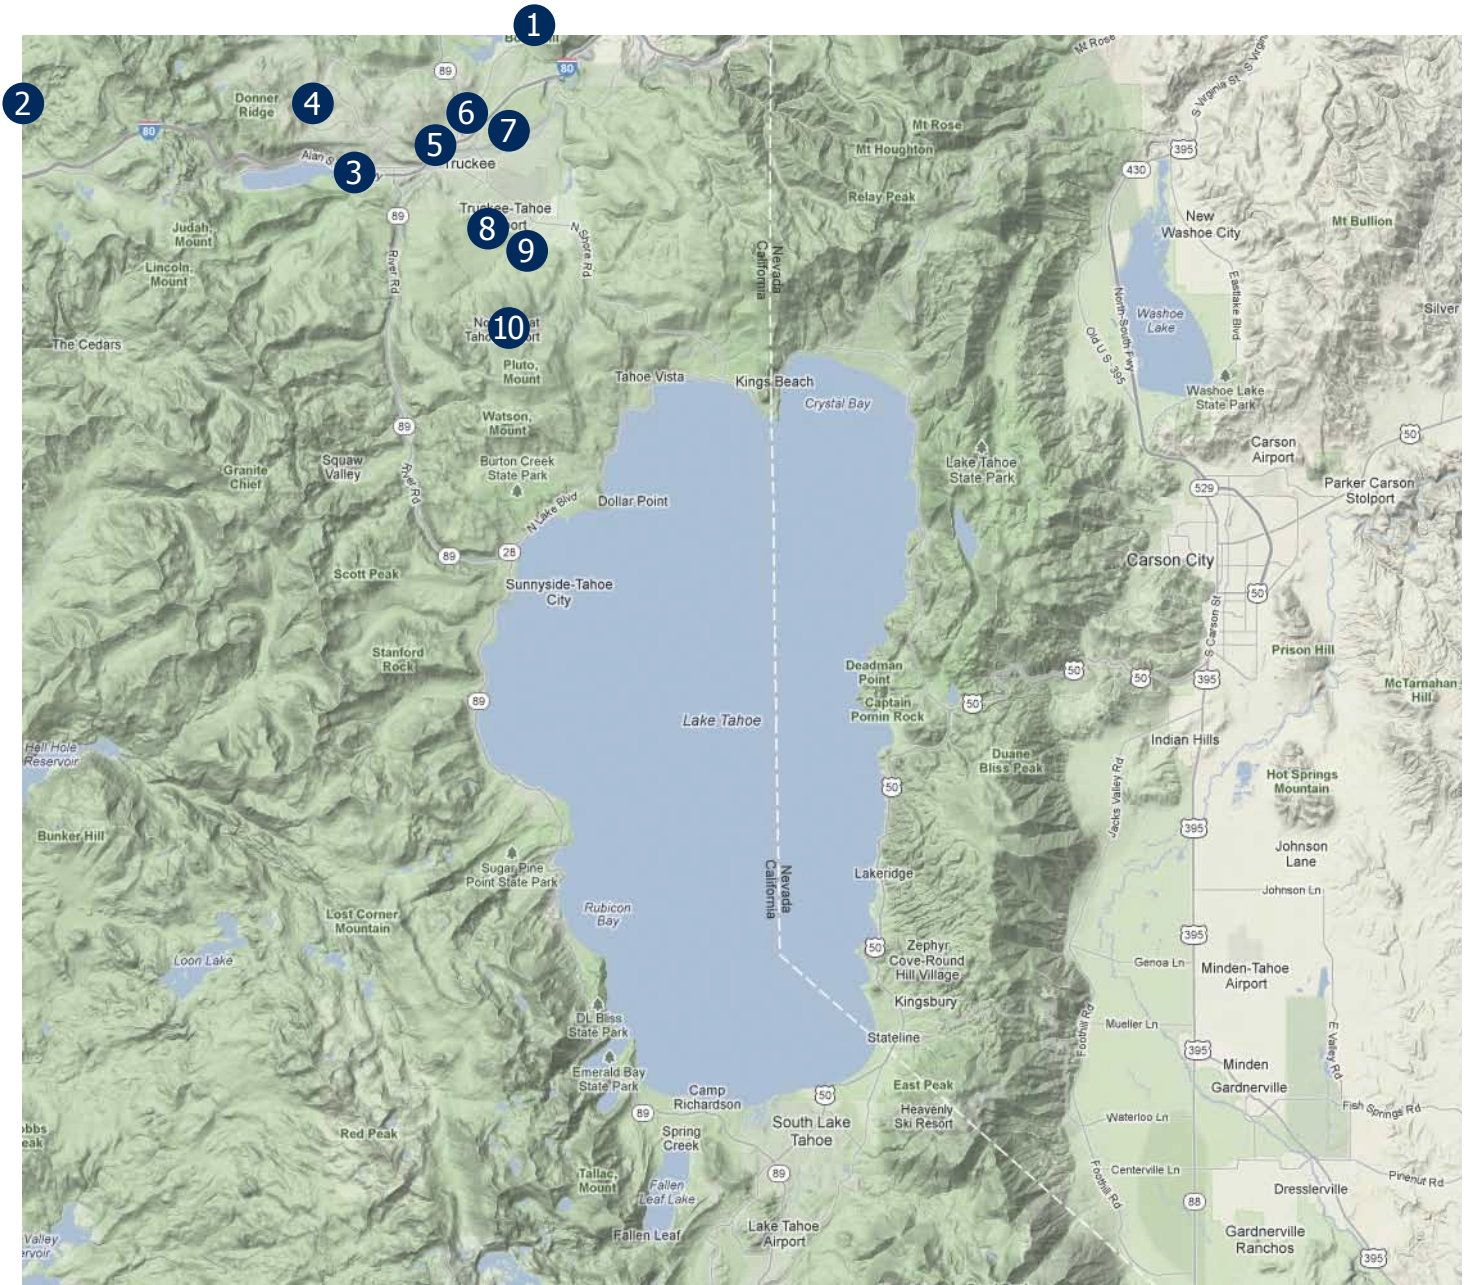 1
Mt Rose
S Virginia St
S Virgin
89
80
2
Donner
Ridge
4
6
7
80
5
395
Mt Rose
Mt Houghton
Alan S
3
Truckee
430
89
Truckee-Tahoe
8
9
N Shore Rd
Relay Peak
New
Washoe City
Mt Bullion
Judah,
Mount
River Rd
Lincoln,
Mount
Nevada
California
North-South Fwy
Eastlake Blvd
Old U S 395
Washoe
Lake
Silver
10
The Cedars
Pluto,
Mount
Tahoe Vista
Kings Beach
Crystal Bay
Washoe Lake
State Park
89
Watson,
Mount
50
Carson
Airport
Squaw
Valley
Granite
Chief
River Rd
Burton Creek
State Park
Lake Tahoe
State Park
529
Parker Carson
Stolport
Dollar Point
N Lake Blvd
89
28
Carson City
Scott Peak
Sunnyside-Tahoe
City
50
S Carson St
Stanford
Rock
Deadman
Point
Prison Hill
50
50
395
McTarnahan
Hill
89
Captain
Pomin Rock
50
Lake Tahoe
Hell Hole
Reservoir
Duane
Bliss Peak
Indian Hills
Jacks Valley Rd
Hot Springs
Mountain
50
395
Bunker Hill
Johnson
Lane
Sugar Pine
Point State Park
Nevada
California
Lakeridge
Johnson Ln
Rubicon
Bay
Lost Corner
Mountain
395
50
Zephyr
Cove-Round
Hill Village
Loon Lake
Genoa Ln
Minden-Tahoe
Airport
Kingsbury
DL Bliss
State Park
Foothill Rd
Mueller Ln
Stateline
395
E Valley Rd
Emerald Bay
State Park
Minden
Gardnerville
East Peak
Camp
Richardson
50
89
Heavenly
Ski Resort
Waterloo Ln
Fish Springs Rd
South Lake
Tahoe
Red Peak
Spring
Creek
obbs
eak
Tallac,
Mount
89
Centerville Ln
Foothill Rd
Pinenut Rd
Dresslerville
Fallen
Leaf Lake
88
Fallen Leaf
Lake Tahoe
Airport
Gardnerville
Ranchos
Valley
ervoir
395